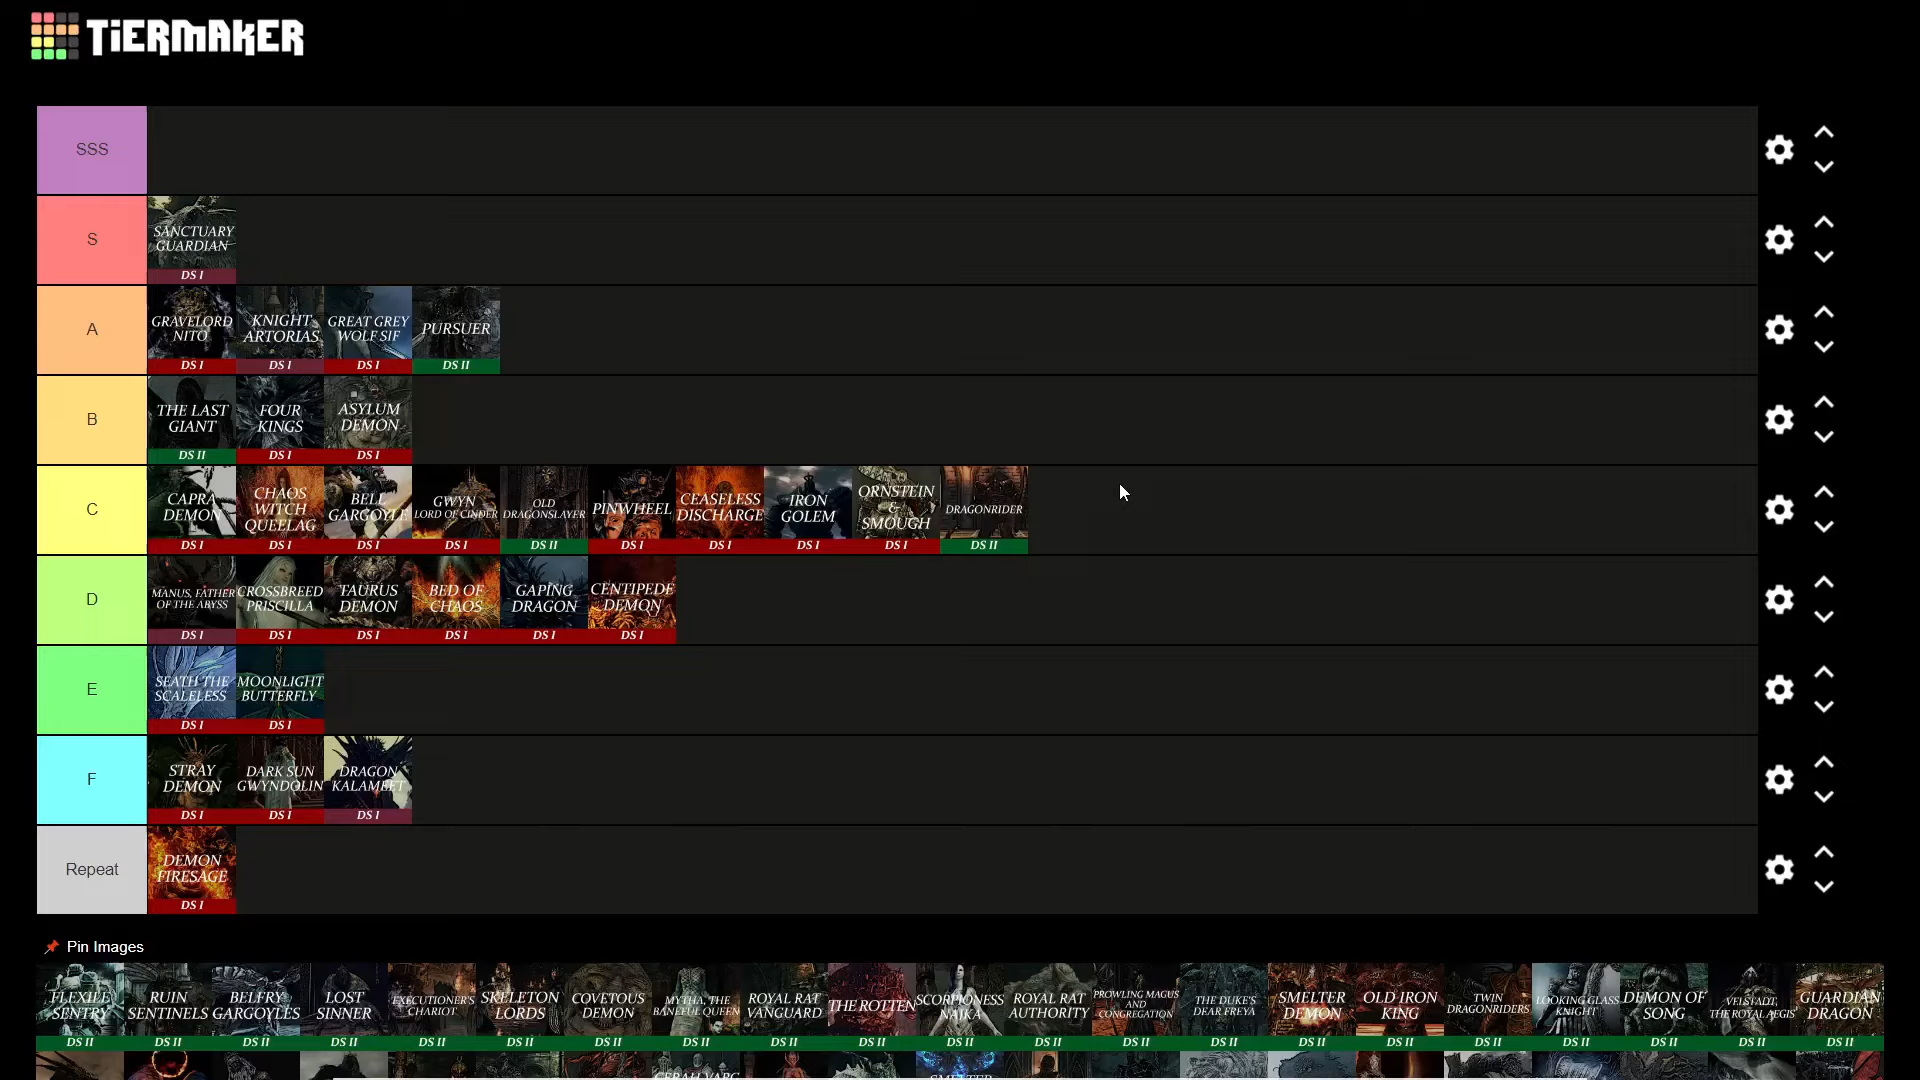 TiERMAKER
SSS
S
SANCTUARY
GUARDIAN
DS I
A
GRAVELORD
NITO
DS I
KNIGHT
ARTORIAS
DS I
GREAT GREY
WOLF SIF
DS I
PURSUER
DS II
B
THE LAST
GIANT
DS II
FOUR
KINGS
DS I
ASYLUM
DEMON
DS I
C
CAPRA
DEMON
DS I
CHAOS
WITCH
QUEELAG
DS I
BELL
GARGOYLE
DS I
GWYN
LORD OF CINDER
DS I
OLD
DRAGONSLAYER
DS II
PINWHEEL
DS I
CEASELESS
DISCHARGE
DS I
IRON
GOLEM
DS I
ORNSTEIN
&
SMOUGH
DS I
DRAGONRIDER
DS II
D
MANUS, FATHER
OF THE ABYSS
DS I
CROSSBREED
PRISCILLA
DS I
TAURUS
DEMON
DS I
BED OF
CHAOS
DS I
GAPING
DRAGON
DS I
CENTIPEDE
DEMON
DS I
E
SEATH THE
SCALELESS
DS I
MOONLIGHT
BUTTERFLY
DS I
F
STRAY
DEMON
DS I
DARK SUN
GWYNDOLIN
DS I
DRAGON
KALAMEET
DS I
Repeat
DEMON
FIRESAGE
DS I
Pin Images
FLEXILE
SENTRY
DS II
RUIN
SENTINELS
DS II
BELFRY
GARGOYLES
DS II
LOST
SINNER
DS II
EXECUTIONER'S
CHARIOT
DS II
SKELETON
LORDS
DS II
COVETOUS
DEMON
DS II
MYTHA, THE
BANEFUL QUEEN
DS II
ROYAL RAT
VANGUARD
DS II
THE ROTTEN
DS II
SCORPIONESS
NAJKA
DS II
ROYAL RAT
AUTHORITY
DS II
PROWLING MAGUS
AND
CONGREGATION
DS II
THE DUKE'S
DEAR FREYJA
DS II
SMELTER
DEMON
DS II
OLD IRON
KING
DS II
TWIN
DRAGONRIDERS
DS II
LOOKING GLASS
KNIGHT
DS II
DEMON OF
SONG
DS II
VELSTADT,
THE ROYAL AEGIS
DS II
GUARDIAN
DRAGON
DS II
SMELTER